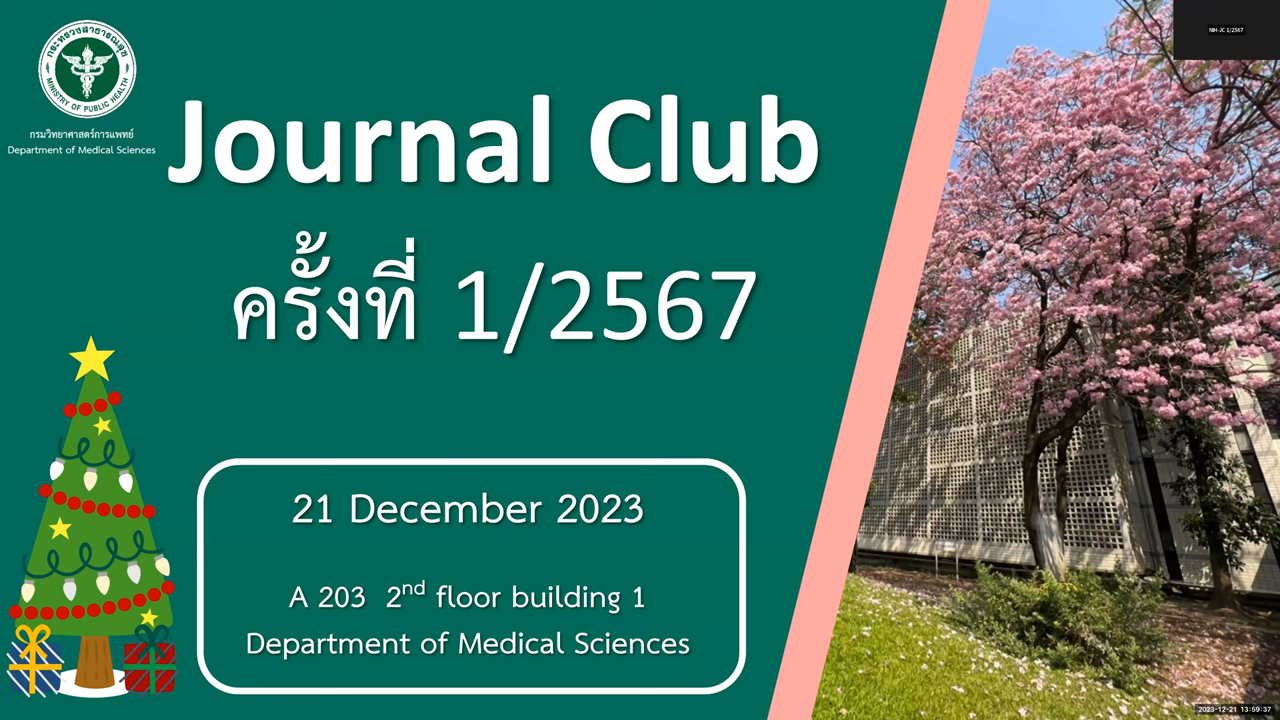 กระทรวงสาธารณสุข
MINISTRY OF PUBLIC HEALTH
กรมวิทยาศาสตร์การแพทย์
Department of Medical Sciences
Journal Club
ครั้งที่ 1/2567
21 December 2023
A 203 2nd floor building 1
Department of Medical Sciences
NIH-JC 1/2567
2023-12-21 13:59:37